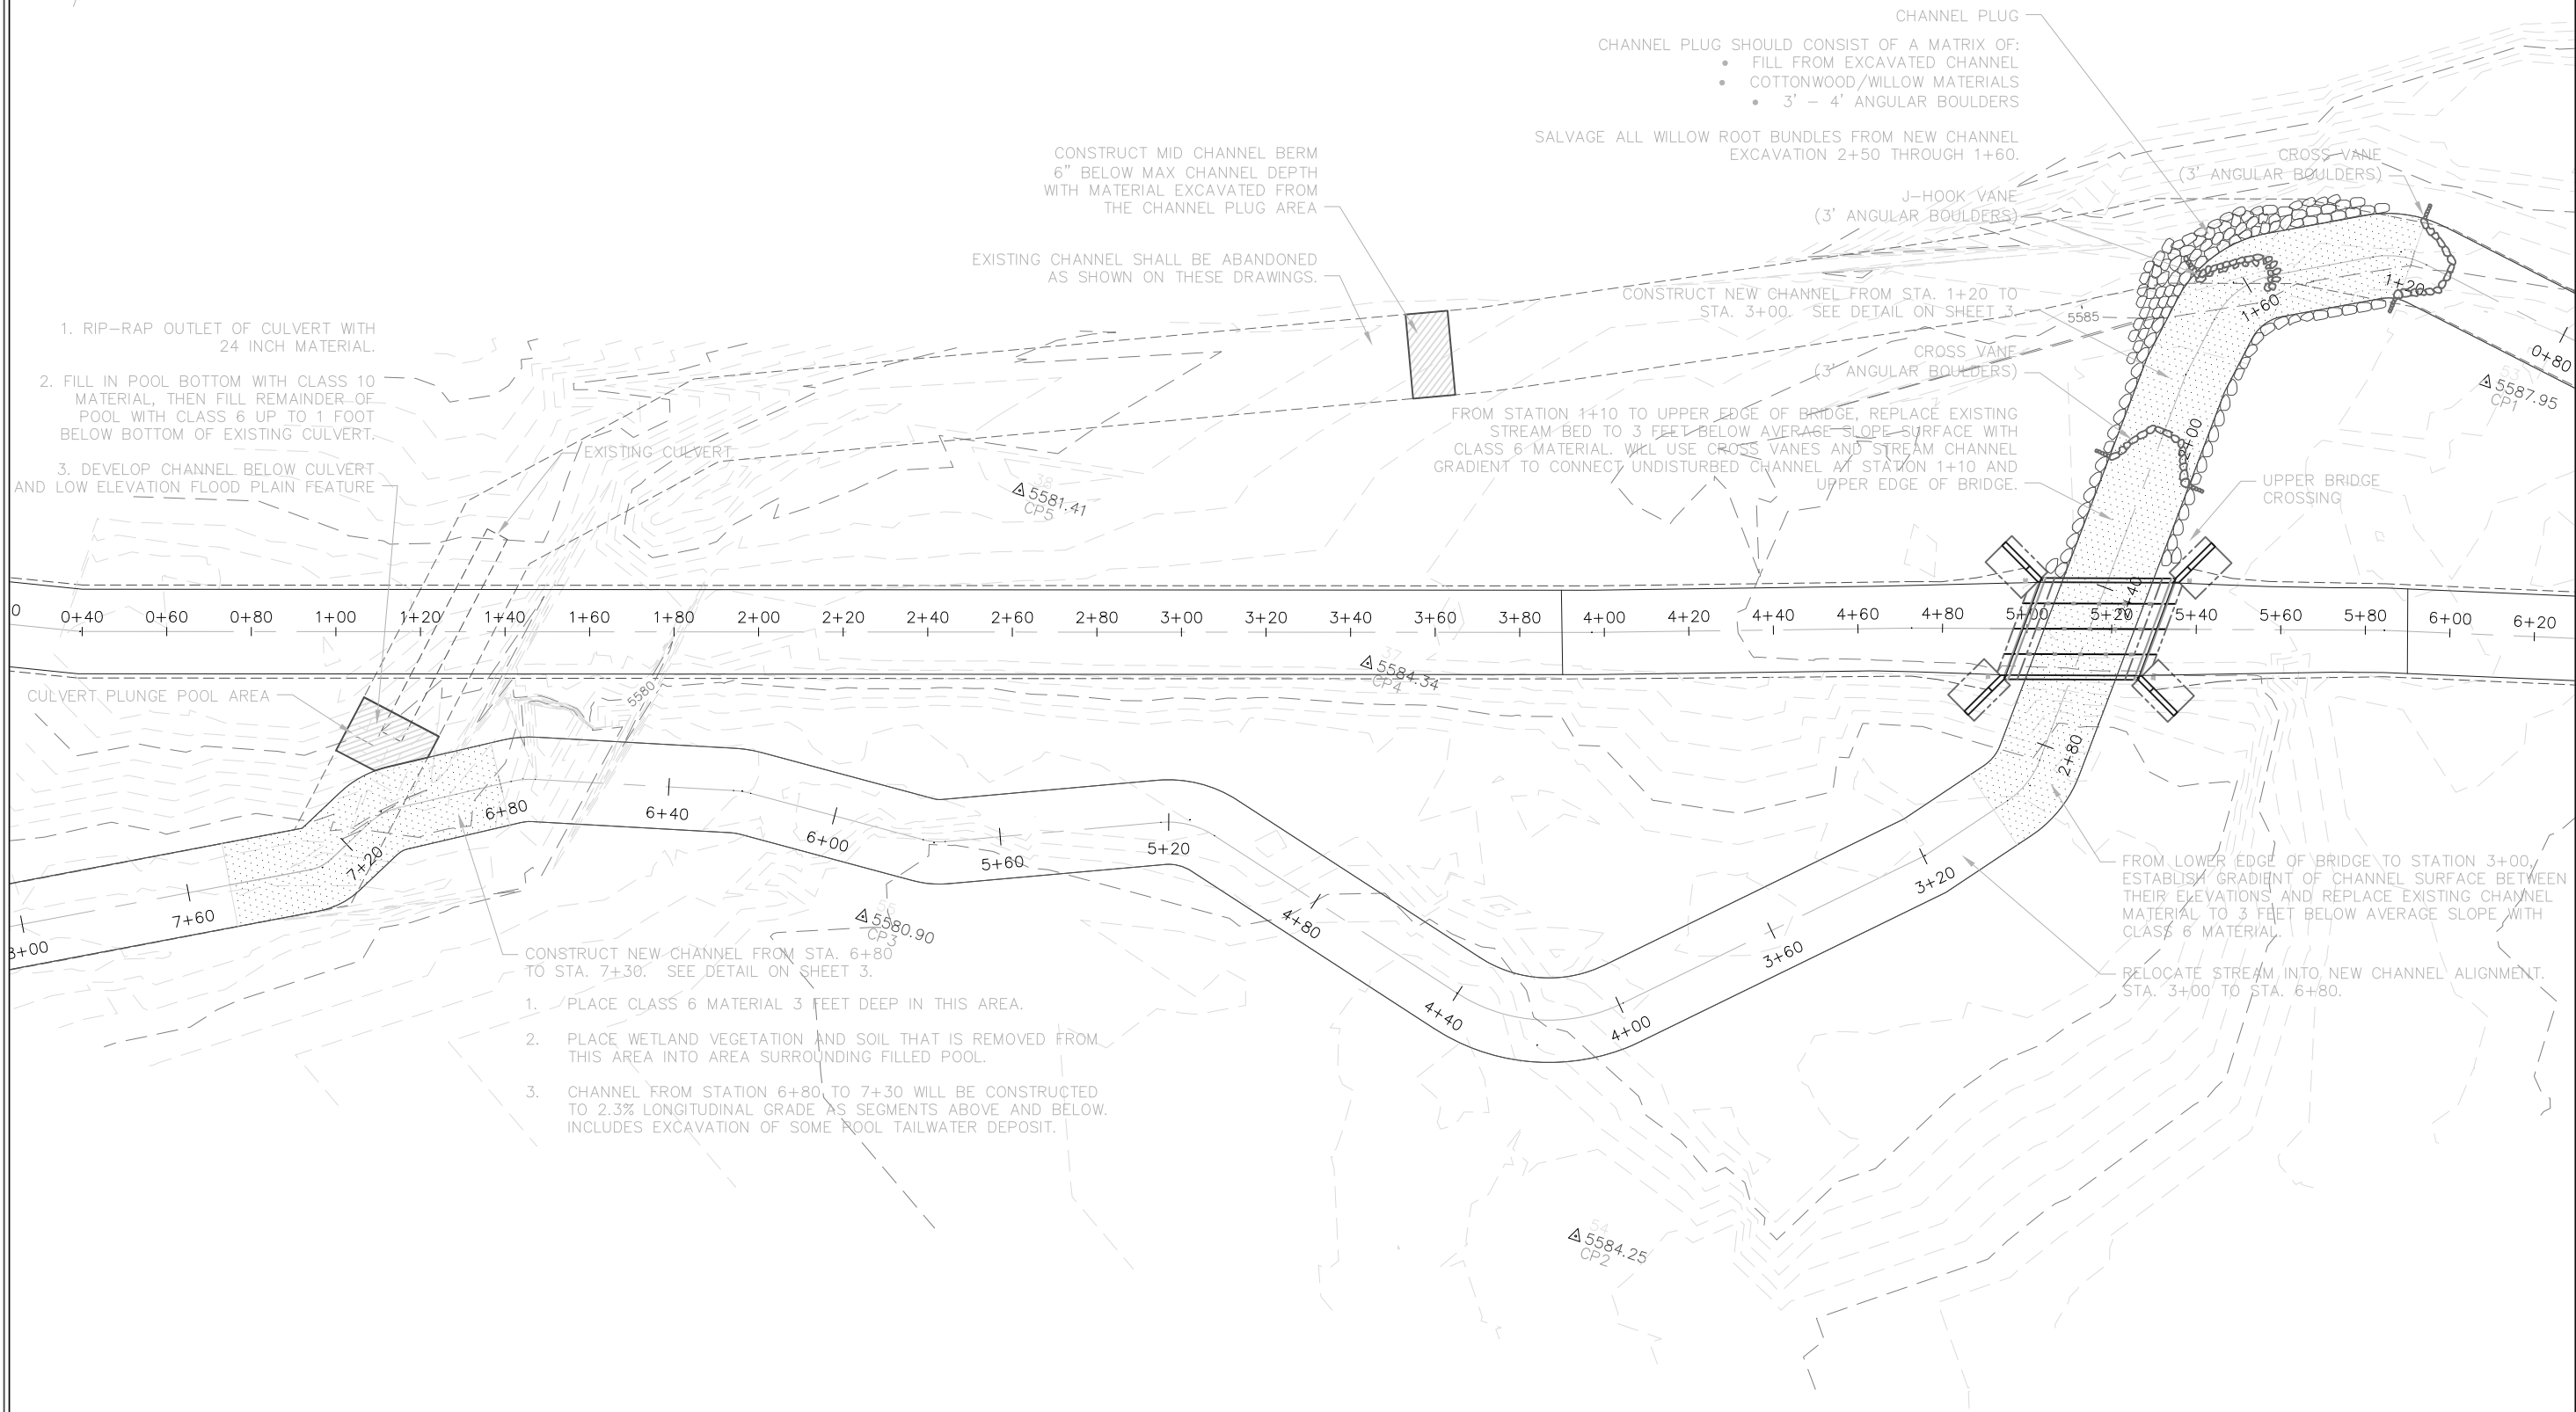 CHANNEL PLUG
CHANNEL PLUG SHOULD CONSIST OF A MATRIX OF:
• FILL FROM EXCAVATED CHANNEL
• COTTONWOOD/WILLOW MATERIALS
• 3' – 4' ANGULAR BOULDERS
SALVAGE ALL WILLOW ROOT BUNDLES FROM NEW CHANNEL
EXCAVATION 2+50 THROUGH 1+60.
CONSTRUCT MID CHANNEL BERM
6" BELOW MAX CHANNEL DEPTH
WITH MATERIAL EXCAVATED FROM
THE CHANNEL PLUG AREA
EXISTING CHANNEL SHALL BE ABANDONED
AS SHOWN ON THESE DRAWINGS.
CROSS VANE
(3' ANGULAR BOULDERS)
J-HOOK VANE
(3' ANGULAR BOULDERS)
CONSTRUCT NEW CHANNEL FROM STA. 1+20 TO
STA. 3+00. SEE DETAIL ON SHEET 3.
5585
CROSS VANE
(3' ANGULAR BOULDERS)
FROM STATION 1+10 TO UPPER EDGE OF BRIDGE, REPLACE EXISTING
STREAM BED TO 3 FEET BELOW AVERAGE SLOPE SURFACE WITH
CLASS 6 MATERIAL. WILL USE CROSS VANES AND STREAM CHANNEL
GRADIENT TO CONNECT UNDISTURBED CHANNEL AT STATION 1+10 AND
UPPER EDGE OF BRIDGE.
UPPER BRIDGE
CROSSING
1+20
1+60
0+80
2+00
2+40
2+80
53
5587.95
CP1
1. RIP-RAP OUTLET OF CULVERT WITH
24 INCH MATERIAL.
2. FILL IN POOL BOTTOM WITH CLASS 10
MATERIAL, THEN FILL REMAINDER OF
POOL WITH CLASS 6 UP TO 1 FOOT
BELOW BOTTOM OF EXISTING CULVERT.
3. DEVELOP CHANNEL BELOW CULVERT
AND LOW ELEVATION FLOOD PLAIN FEATURE
EXISTING CULVERT
38
5581.41
CP5
0 0+40 0+60 0+80 1+00 1+20 1+40 1+60 1+80 2+00 2+20 2+40 2+60 2+80 3+00 3+20 3+40 3+60 3+80 4+00 4+20 4+40 4+60 4+80 5+00 5+20 5+40 5+60 5+80 6+00 6+20
37
5584.34
CP4
5580
CULVERT PLUNGE POOL AREA
6+80
6+40
6+00
5+60
5+20
4+80
4+40
4+00
3+60
3+20
7+20
7+60
8+00
5580.90
CP3
CONSTRUCT NEW CHANNEL FROM STA. 6+80
TO STA. 7+30. SEE DETAIL ON SHEET 3.
1. PLACE CLASS 6 MATERIAL 3 FEET DEEP IN THIS AREA.
2. PLACE WETLAND VEGETATION AND SOIL THAT IS REMOVED FROM
THIS AREA INTO AREA SURROUNDING FILLED POOL.
3. CHANNEL FROM STATION 6+80 TO 7+30 WILL BE CONSTRUCTED
TO 2.3% LONGITUDINAL GRADE AS SEGMENTS ABOVE AND BELOW.
INCLUDES EXCAVATION OF SOME POOL TAILWATER DEPOSIT.
FROM LOWER EDGE OF BRIDGE TO STATION 3+00,
ESTABLISH GRADIENT OF CHANNEL SURFACE BETWEEN
THEIR ELEVATIONS AND REPLACE EXISTING CHANNEL
MATERIAL TO 3 FEET BELOW AVERAGE SLOPE WITH
CLASS 6 MATERIAL.
RELOCATE STREAM INTO NEW CHANNEL ALIGNMENT.
STA. 3+00 TO STA. 6+80.
54
5584.25
CP2